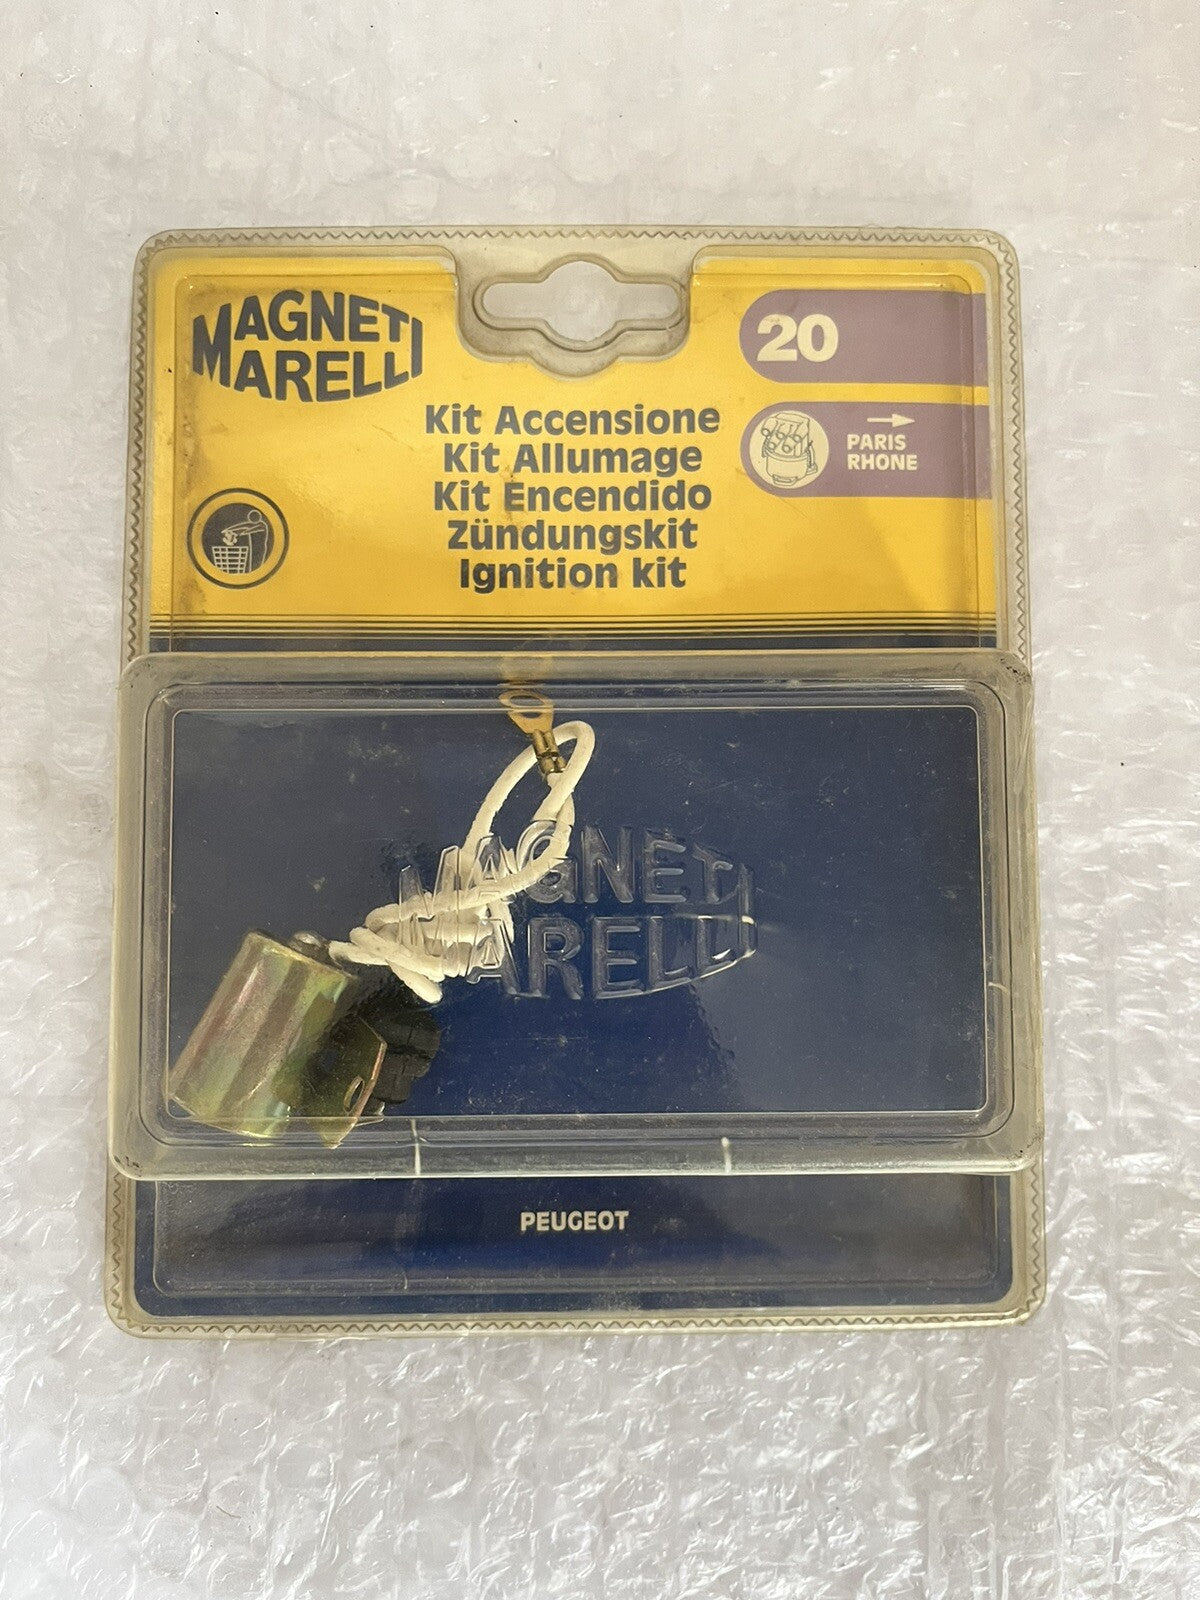 MAGNETI
MARELLI
20
PARIS
RHONE
Kit Accensione
Kit Allumage
Kit Encendido
Zündungskit
Ignition kit
MAGNETI
MARELLI
PEUGEOT